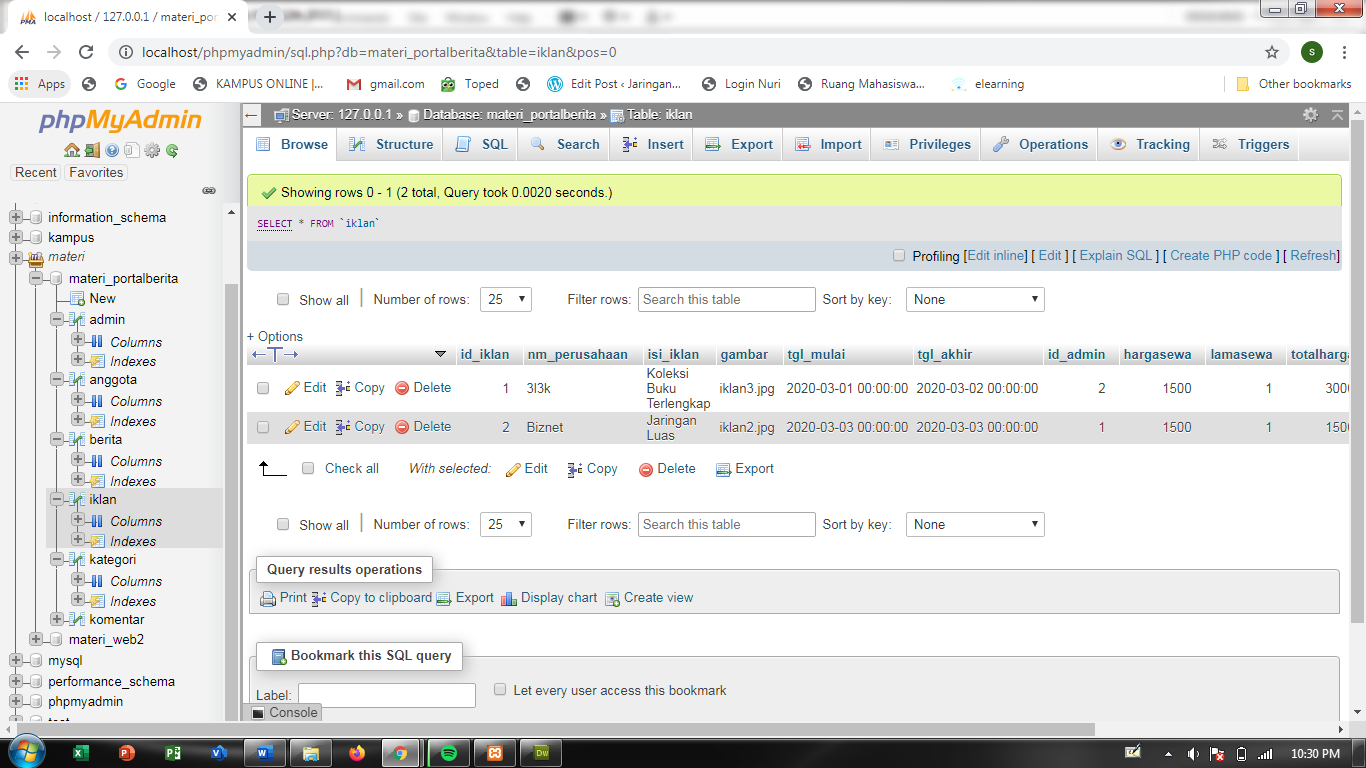 localhost / 127.0.0.1 / materi_por
localhost/phpmyadmin/sql.php?db=materi_portalberita&table=iklan&pos=0
S
Apps Google KAMPUS ONLINE |... gmail.com Toped Edit Post ‹ Jaringan... Login Nuri Ruang Mahasiswa... elearning Other bookmarks
phpMyAdmin
Recent Favorites
information_schema
kampus
materi
materi_portalberita
New
admin
Columns
Indexes
anggota
Columns
Indexes
berita
Columns
Indexes
iklan
Columns
Indexes
kategori
Columns
Indexes
komentar
materi_web2
mysql
performance_schema
phpmyadmin
test
Server: 127.0.0.1 » Database: materi_portalberita » Table: iklan
Browse Structure SQL Search Insert Export Import Privileges Operations Tracking Triggers
Showing rows 0 - 1 (2 total, Query took 0.0020 seconds.)
SELECT * FROM `iklan`
Profiling [Edit inline] [ Edit ] [ Explain SQL ] [ Create PHP code ] [ Refresh]
Show all | Number of rows: 25 Filter rows: Search this table Sort by key: None
+ Options
←T→ id_iklan nm_perusahaan isi_iklan gambar tgl_mulai tgl_akhir id_admin hargasewa lamasewa totalharga
Edit Copy Delete 1 3l3k Koleksi Buku Terlengkap iklan3.jpg 2020-03-01 00:00:00 2020-03-02 00:00:00 2 1500 1 3000
Edit Copy Delete 2 Biznet Jaringan Luas iklan2.jpg 2020-03-03 00:00:00 2020-03-03 00:00:00 1 1500 1 1500
Check all With selected: Edit Copy Delete Export
Show all | Number of rows: 25 Filter rows: Search this table Sort by key: None
Query results operations
Print Copy to clipboard Export Display chart Create view
Bookmark this SQL query
Label: Let every user access this bookmark
Console
10:30 PM